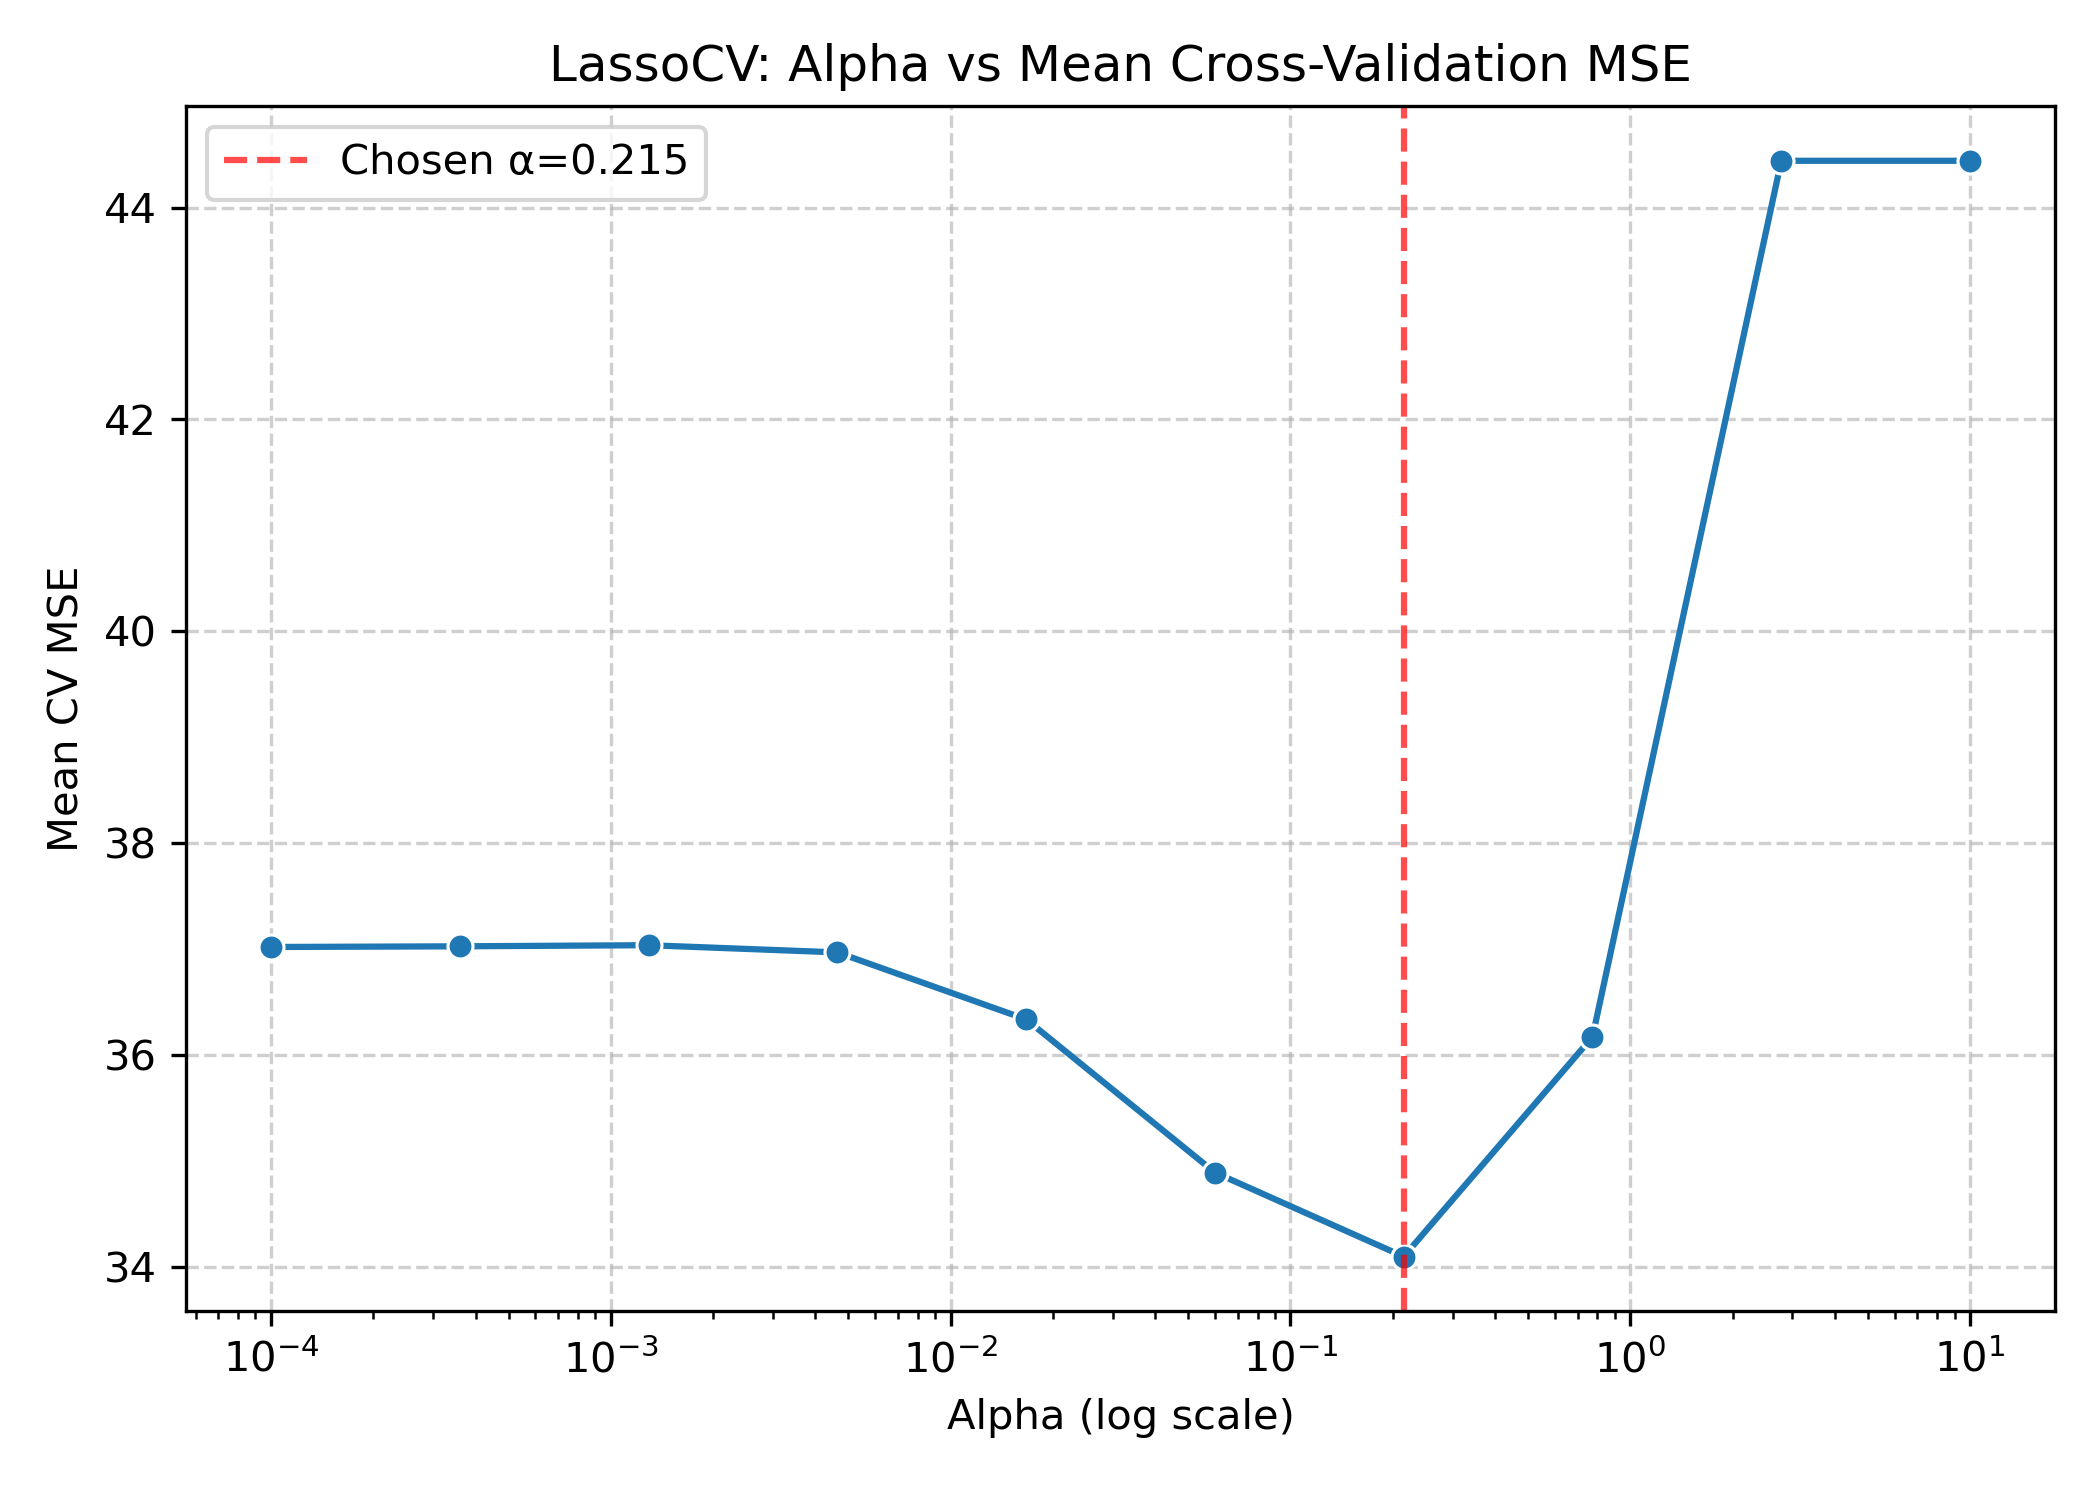 LassoCV: Alpha vs Mean Cross-Validation MSE
Chosen α=0.215
44
42
40
38
36
34
Mean CV MSE
10⁻⁴ 10⁻³ 10⁻² 10⁻¹ 10⁰ 10¹
Alpha (log scale)